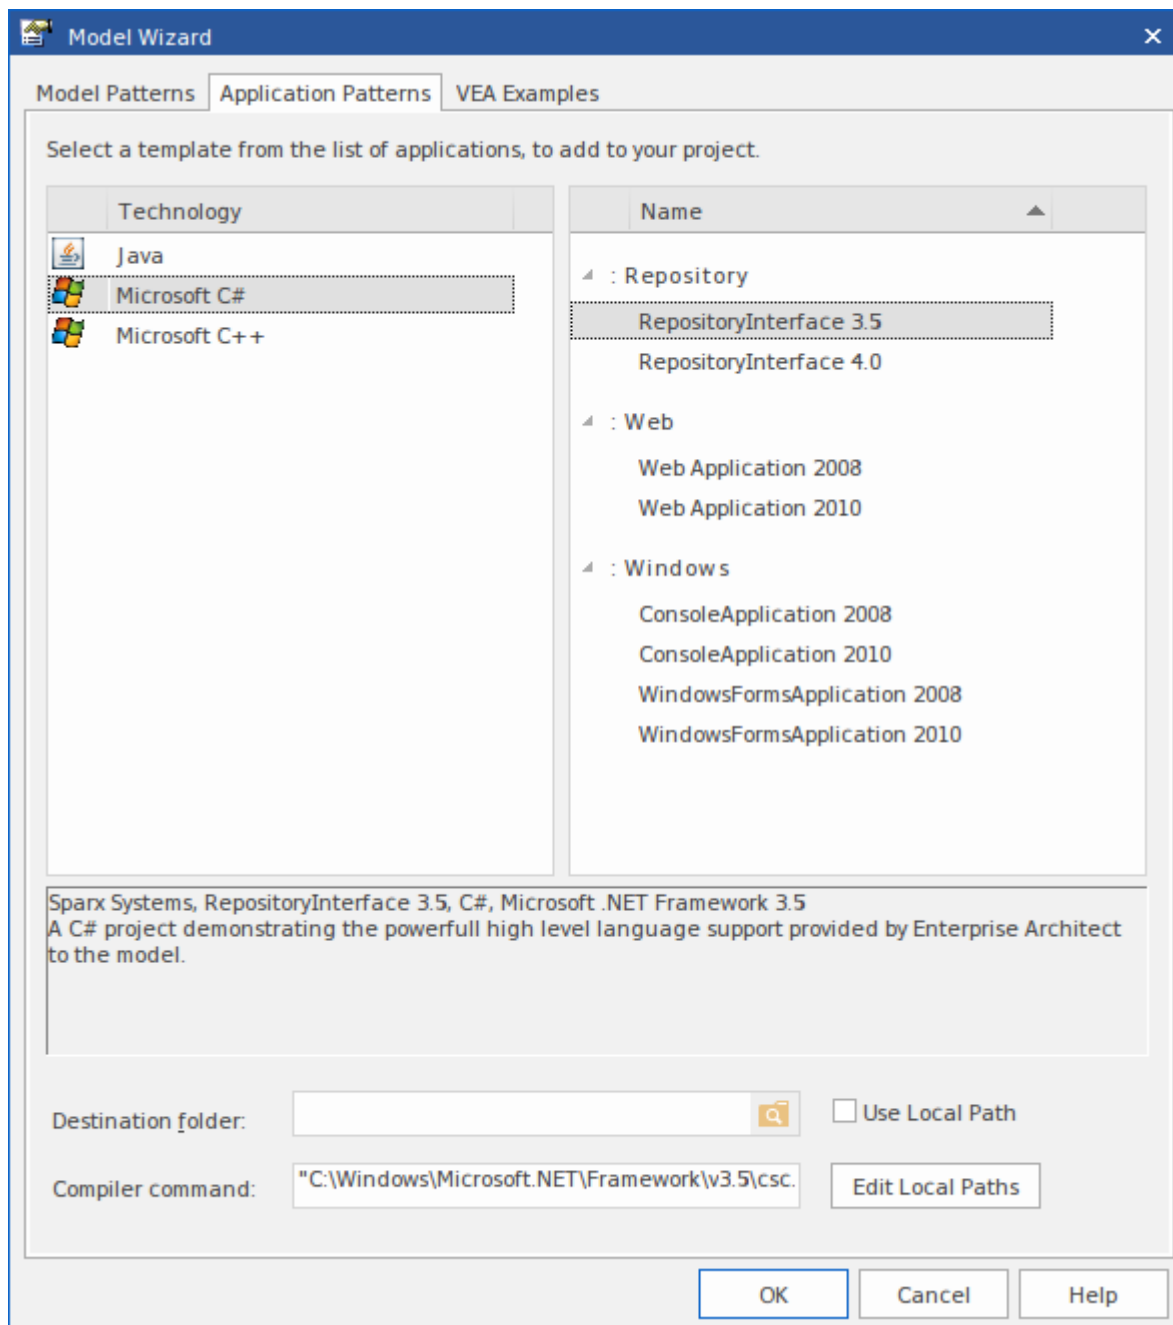 Model Wizard
Model Patterns
Application Patterns
VEA Examples
Select a template from the list of applications, to add to your project.
Technology
Java
Microsoft C#
Microsoft C++
Name
: Repository
RepositoryInterface 3.5
RepositoryInterface 4.0
: Web
Web Application 2008
Web Application 2010
: Windows
ConsoleApplication 2008
ConsoleApplication 2010
WindowsFormsApplication 2008
WindowsFormsApplication 2010
Sparx Systems, RepositoryInterface 3.5, C#, Microsoft .NET Framework 3.5
A C# project demonstrating the powerfull high level language support provided by Enterprise Architect
to the model.
Destination folder:
Use Local Path
Compiler command:
"C:\Windows\Microsoft.NET\Framework\v3.5\csc.
Edit Local Paths
OK
Cancel
Help